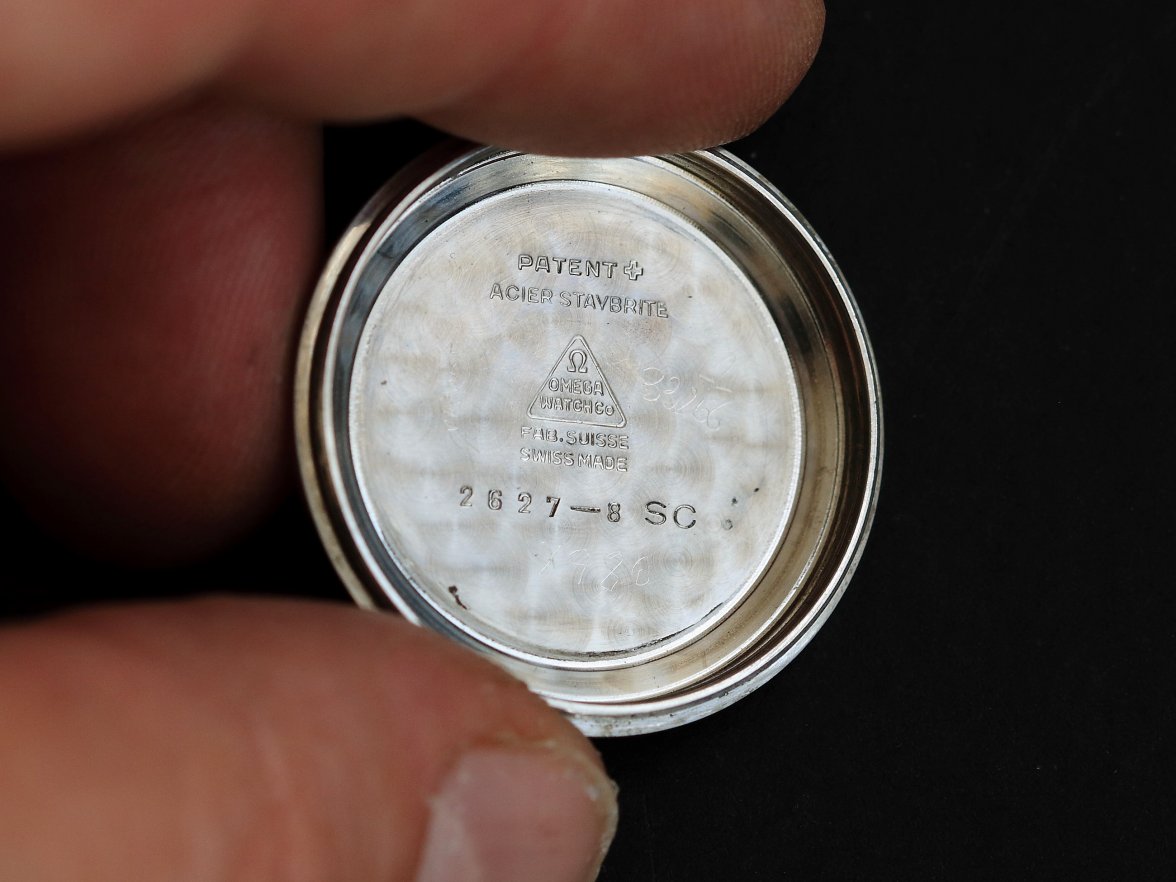 PATENT ✚
ACIER STAYBRITE
Ω
OMEGA
WATCH Co
FAB. SUISSE
SWISS MADE
2627—8 SC